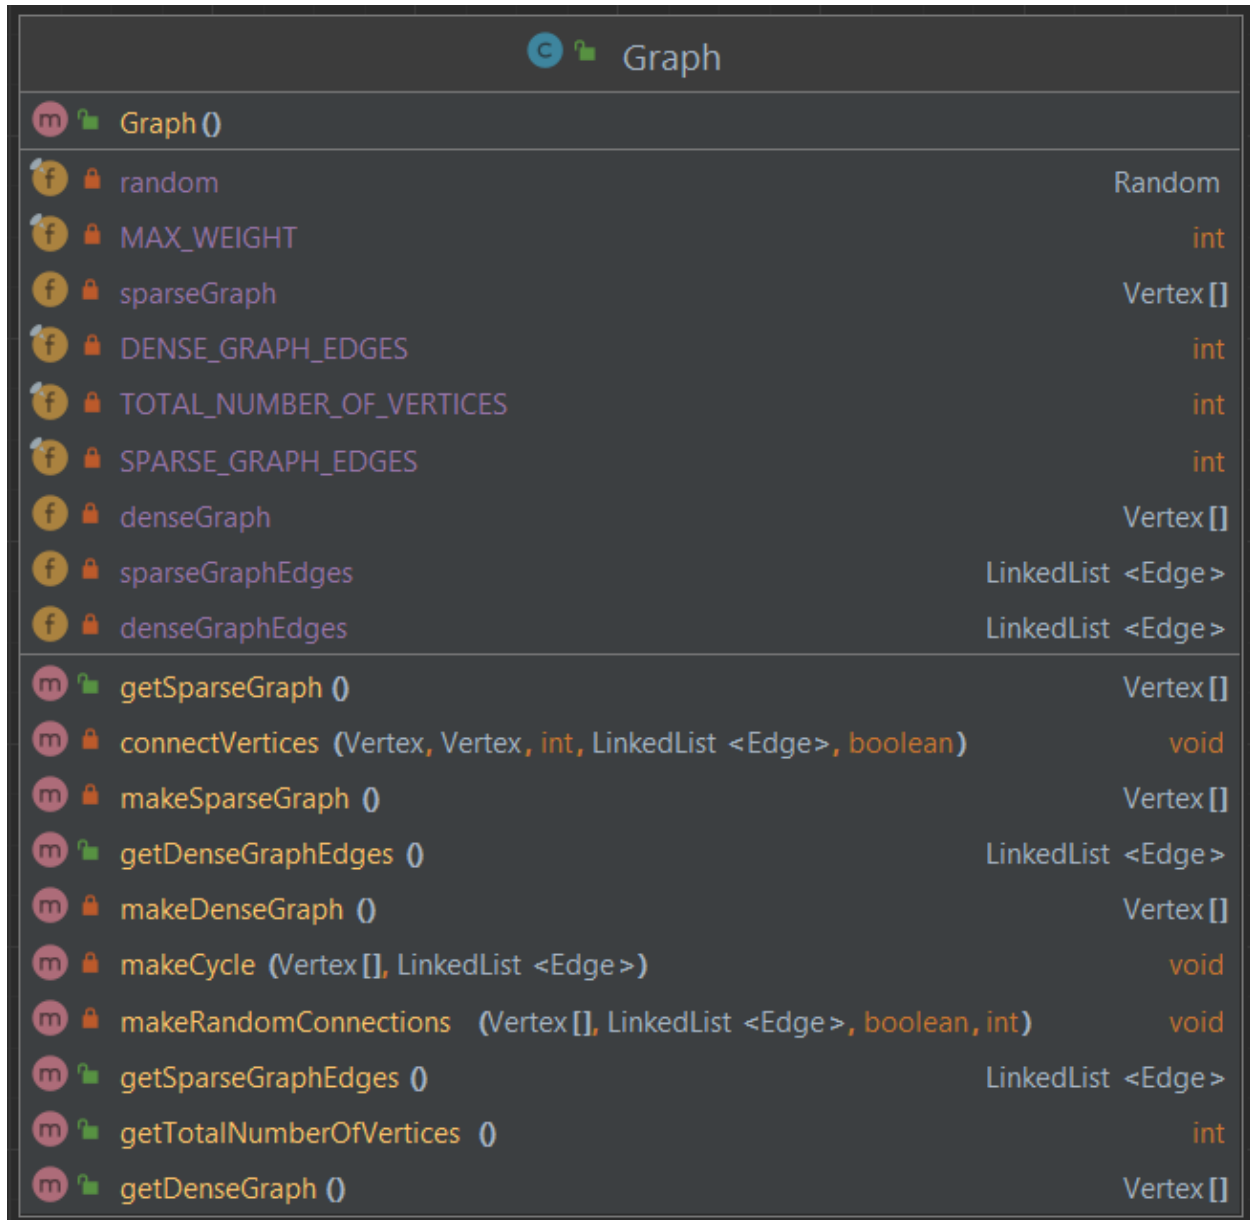 C Graph
m Graph()
f random Random
f MAX_WEIGHT int
f sparseGraph Vertex[]
f DENSE_GRAPH_EDGES int
f TOTAL_NUMBER_OF_VERTICES int
f SPARSE_GRAPH_EDGES int
f denseGraph Vertex[]
f sparseGraphEdges LinkedList <Edge>
f denseGraphEdges LinkedList <Edge>
m getSparseGraph () Vertex[]
m connectVertices (Vertex, Vertex, int, LinkedList <Edge>, boolean) void
m makeSparseGraph () Vertex[]
m getDenseGraphEdges () LinkedList <Edge>
m makeDenseGraph () Vertex[]
m makeCycle (Vertex[], LinkedList <Edge>) void
m makeRandomConnections (Vertex[], LinkedList <Edge>, boolean, int) void
m getSparseGraphEdges () LinkedList <Edge>
m getTotalNumberOfVertices () int
m getDenseGraph () Vertex[]